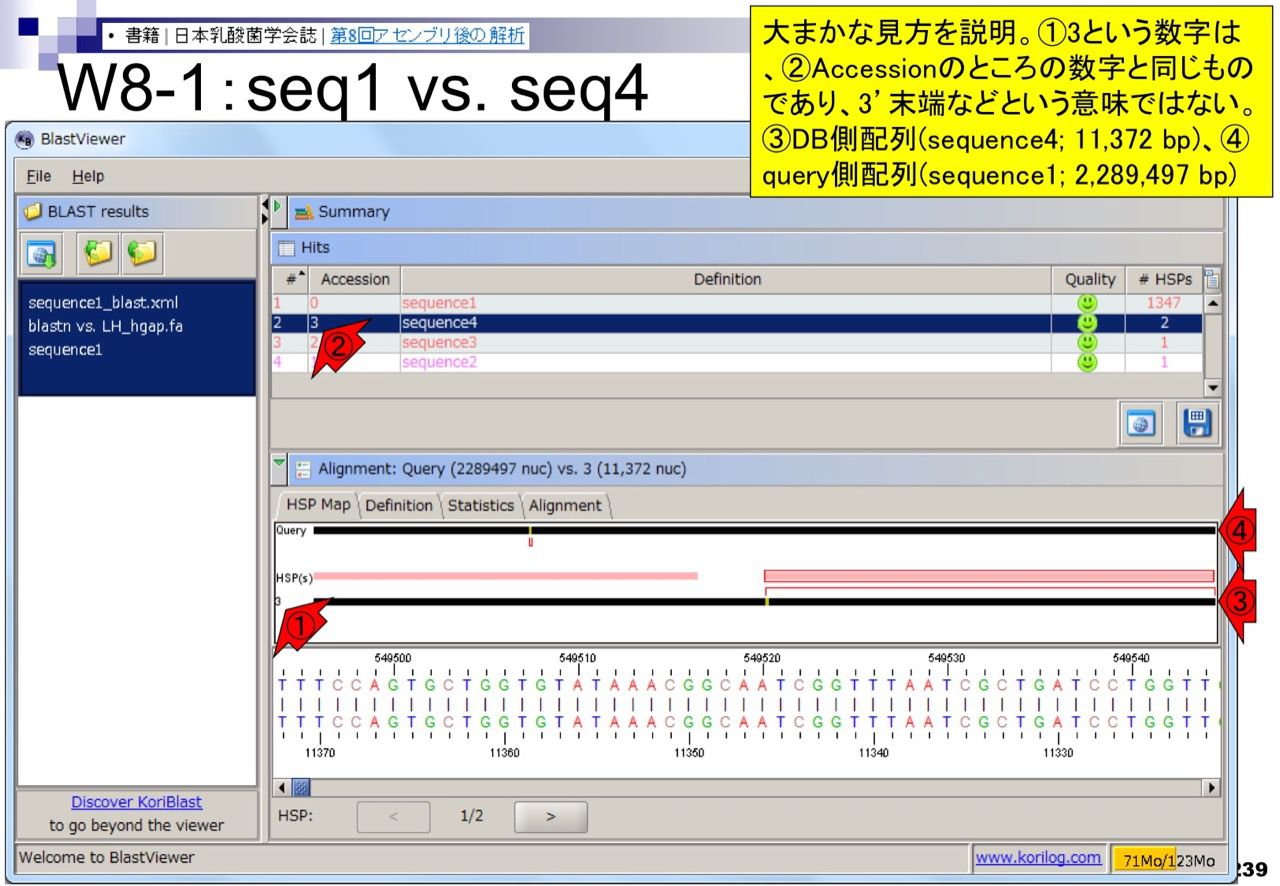 • 書籍 | 日本乳酸菌学会誌 | 第8回アセンブリ後の解析
W8-1:seq1 vs. seq4
大まかな見方を説明。①3という数字は
、②Accessionのところの数字と同じもの
であり、3’末端などという意味ではない。
③DB側配列(sequence4; 11,372 bp)、④
query側配列(sequence1; 2,289,497 bp)
BlastViewer
File Help
BLAST results
sequence1_blast.xml
blastn vs. LH_hgap.fa
sequence1
Discover KoriBlast
to go beyond the viewer
Summary
Hits
# Accession Definition Quality # HSPs
1 0 sequence1 1347
2 3 sequence4 2
3 2 sequence3 1
4 sequence2 1
②
Alignment: Query (2289497 nuc) vs. 3 (11,372 nuc)
HSP Map Definition Statistics Alignment
Query
④
HSP(s)
3
③
①
549500 549510 549520 549530 549540
T T T C C A G T G C T G G T G T A T A A A C G G C A A T C G G T T T A A T C G C T G A T C C T G G T T
T T T C C A G T G C T G G T G T A T A A A C G G C A A T C G G T T T A A T C G C T G A T C C T G G T T
11370 11360 11350 11340 11330
HSP: < 1/2 >
Welcome to BlastViewer
www.korilog.com
71Mo/123Mo
239